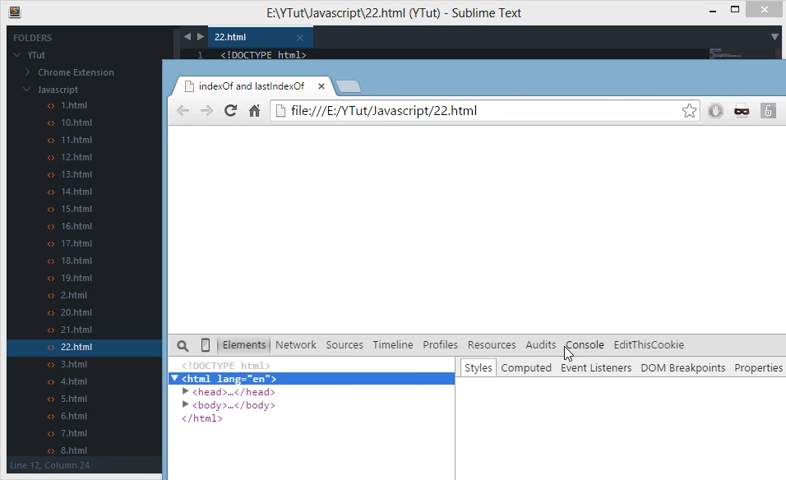 E:\YTut\Javascript\22.html (YTut) - Sublime Text
FOLDERS
YTut
Chrome Extension
Javascript
1.html
10.html
11.html
12.html
13.html
14.html
15.html
16.html
17.html
18.html
19.html
2.html
20.html
21.html
22.html
3.html
4.html
5.html
6.html
7.html
8.html
Line 12, Column 24
22.html
1 <!DOCTYPE html>
indexOf and lastIndexOf
file:///E:/YTut/Javascript/22.html
Elements Network Sources Timeline Profiles Resources Audits Console EditThisCookie
<!DOCTYPE html>
<html lang="en">
<head>…</head>
<body>…</body>
</html>
Styles Computed Event Listeners DOM Breakpoints Properties